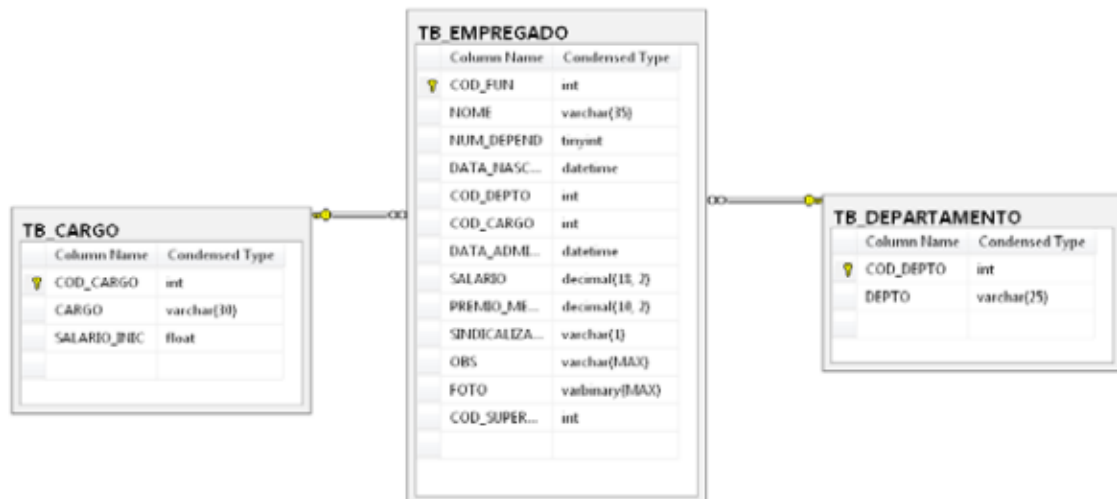 TB_EMPREGADO
Column Name Condensed Type
COD_FUN int
NOME varchar(35)
NUM_DEPEND tinyint
DATA_NASC... datetime
COD_DEPTO int
COD_CARGO int
DATA_ADMI... datetime
SALARIO decimal(18, 2)
PREMIO_ME... decimal(10, 2)
SINDICALIZA... varchar(1)
OBS varchar(MAX)
FOTO varbinary(MAX)
COD_SUPER... int
TB_CARGO
Column Name Condensed Type
COD_CARGO int
CARGO varchar(30)
SALARIO_INIC float
TB_DEPARTAMENTO
Column Name Condensed Type
COD_DEPTO int
DEPTO varchar(25)